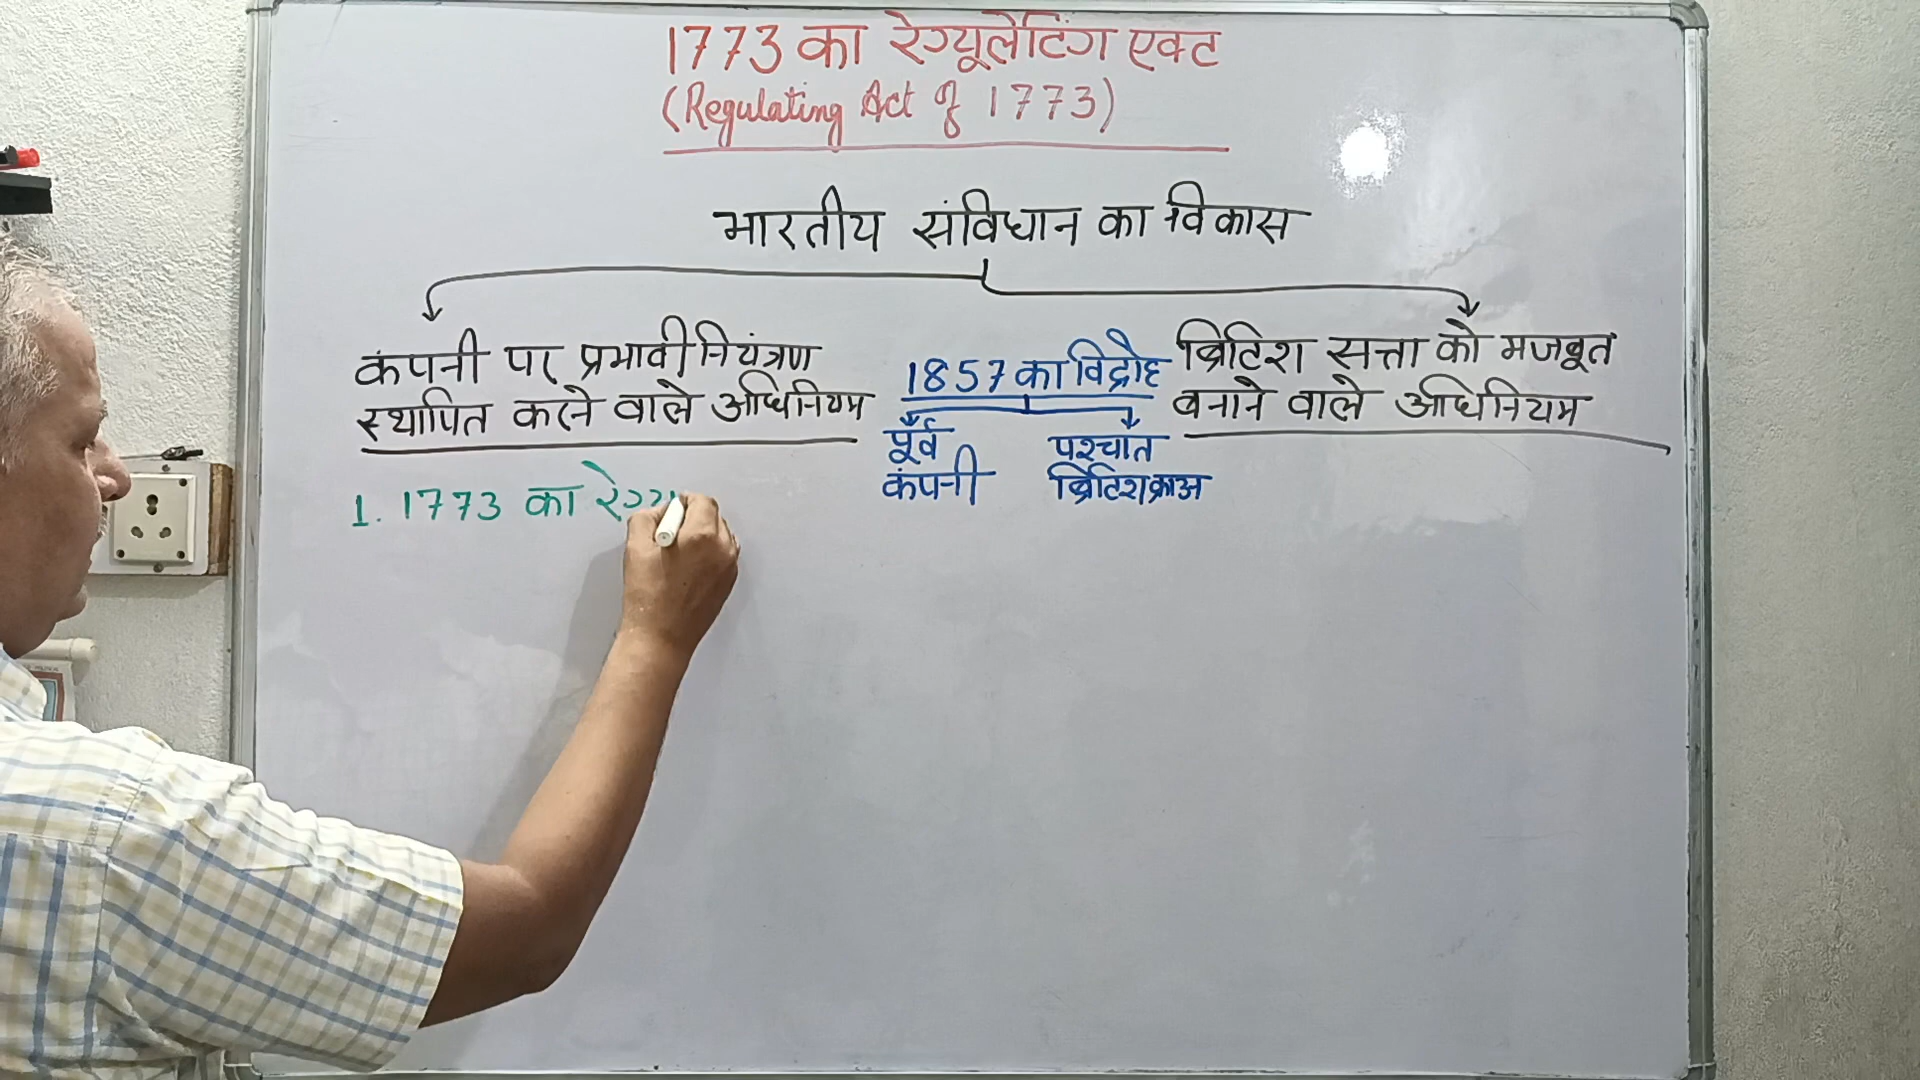 1773 का रेग्यूलेटिंग एक्ट
(Regulating Act of 1773)
भारतीय संविधान का विकास
कंपनी पर प्रभावी नियंत्रण
स्थापित करने वाले अधिनियम
1857 का विद्रोह
पूर्व पश्चात
कंपनी ब्रिटिश क्राउन
ब्रिटिश सत्ता को मजबूत
बनाने वाले अधिनियम
1. 1773 का